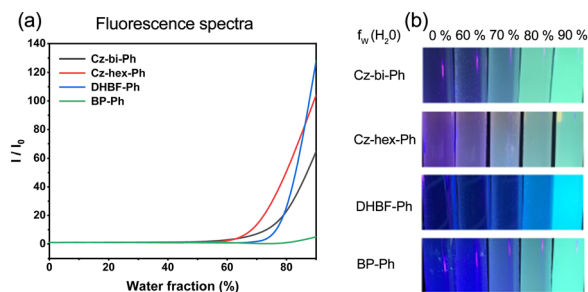 (a) Fluorescence spectra
140
120
100
80
60
40
20
0
I / I0
Cz-bi-Ph
Cz-hex-Ph
DHBF-Ph
BP-Ph
0 20 40 60 80
Water fraction (%)
(b)
fw (H20)
0 % 60 % 70 % 80 % 90 %
Cz-bi-Ph
Cz-hex-Ph
DHBF-Ph
BP-Ph